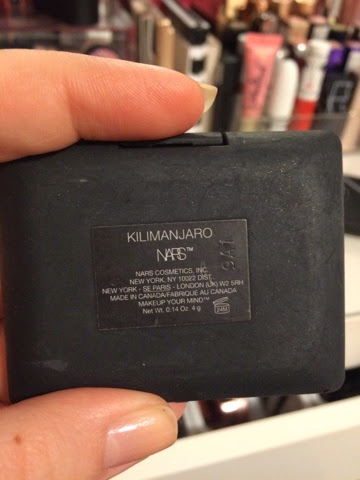 KILIMANJARO
NARS™
NARS COSMETICS, INC.
NEW YORK, NY 10022 DIST.
NEW YORK - SE PARIS - LONDON (UK) W2 5RH
MADE IN CANADA/FABRIQUÉ AU CANADA
MAKEUP YOUR MIND™
Net Wt. 0.14 Oz. 4 g
24M